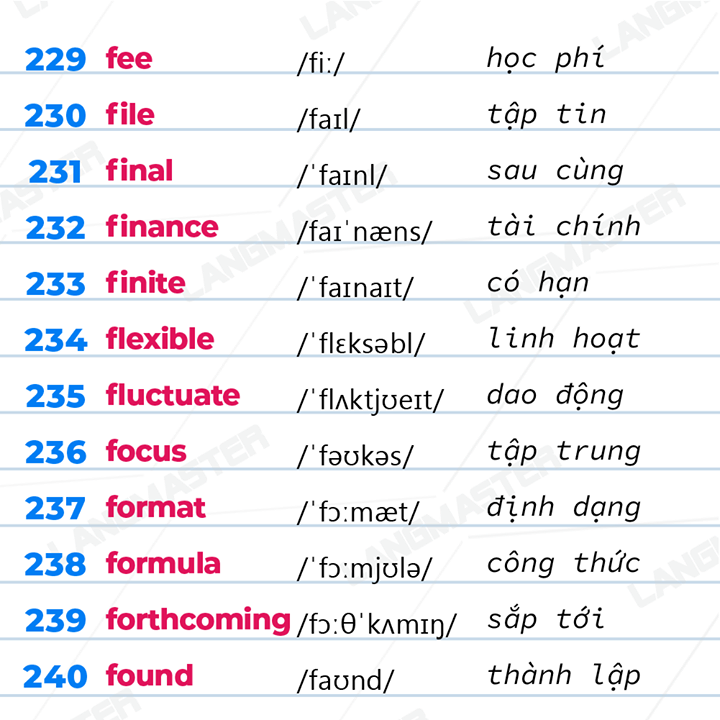 229 fee /fiː/ học phí
230 file /faɪl/ tập tin
231 final /ˈfaɪnl/ sau cùng
232 finance /faɪˈnæns/ tài chính
233 finite /ˈfaɪnaɪt/ có hạn
234 flexible /ˈflɛksəbl/ linh hoạt
235 fluctuate /ˈflʌktjʊeɪt/ dao động
236 focus /ˈfəʊkəs/ tập trung
237 format /ˈfɔːmæt/ định dạng
238 formula /ˈfɔːmjʊlə/ công thức
239 forthcoming /fɔːθˈkʌmɪŋ/ sắp tới
240 found /faʊnd/ thành lập